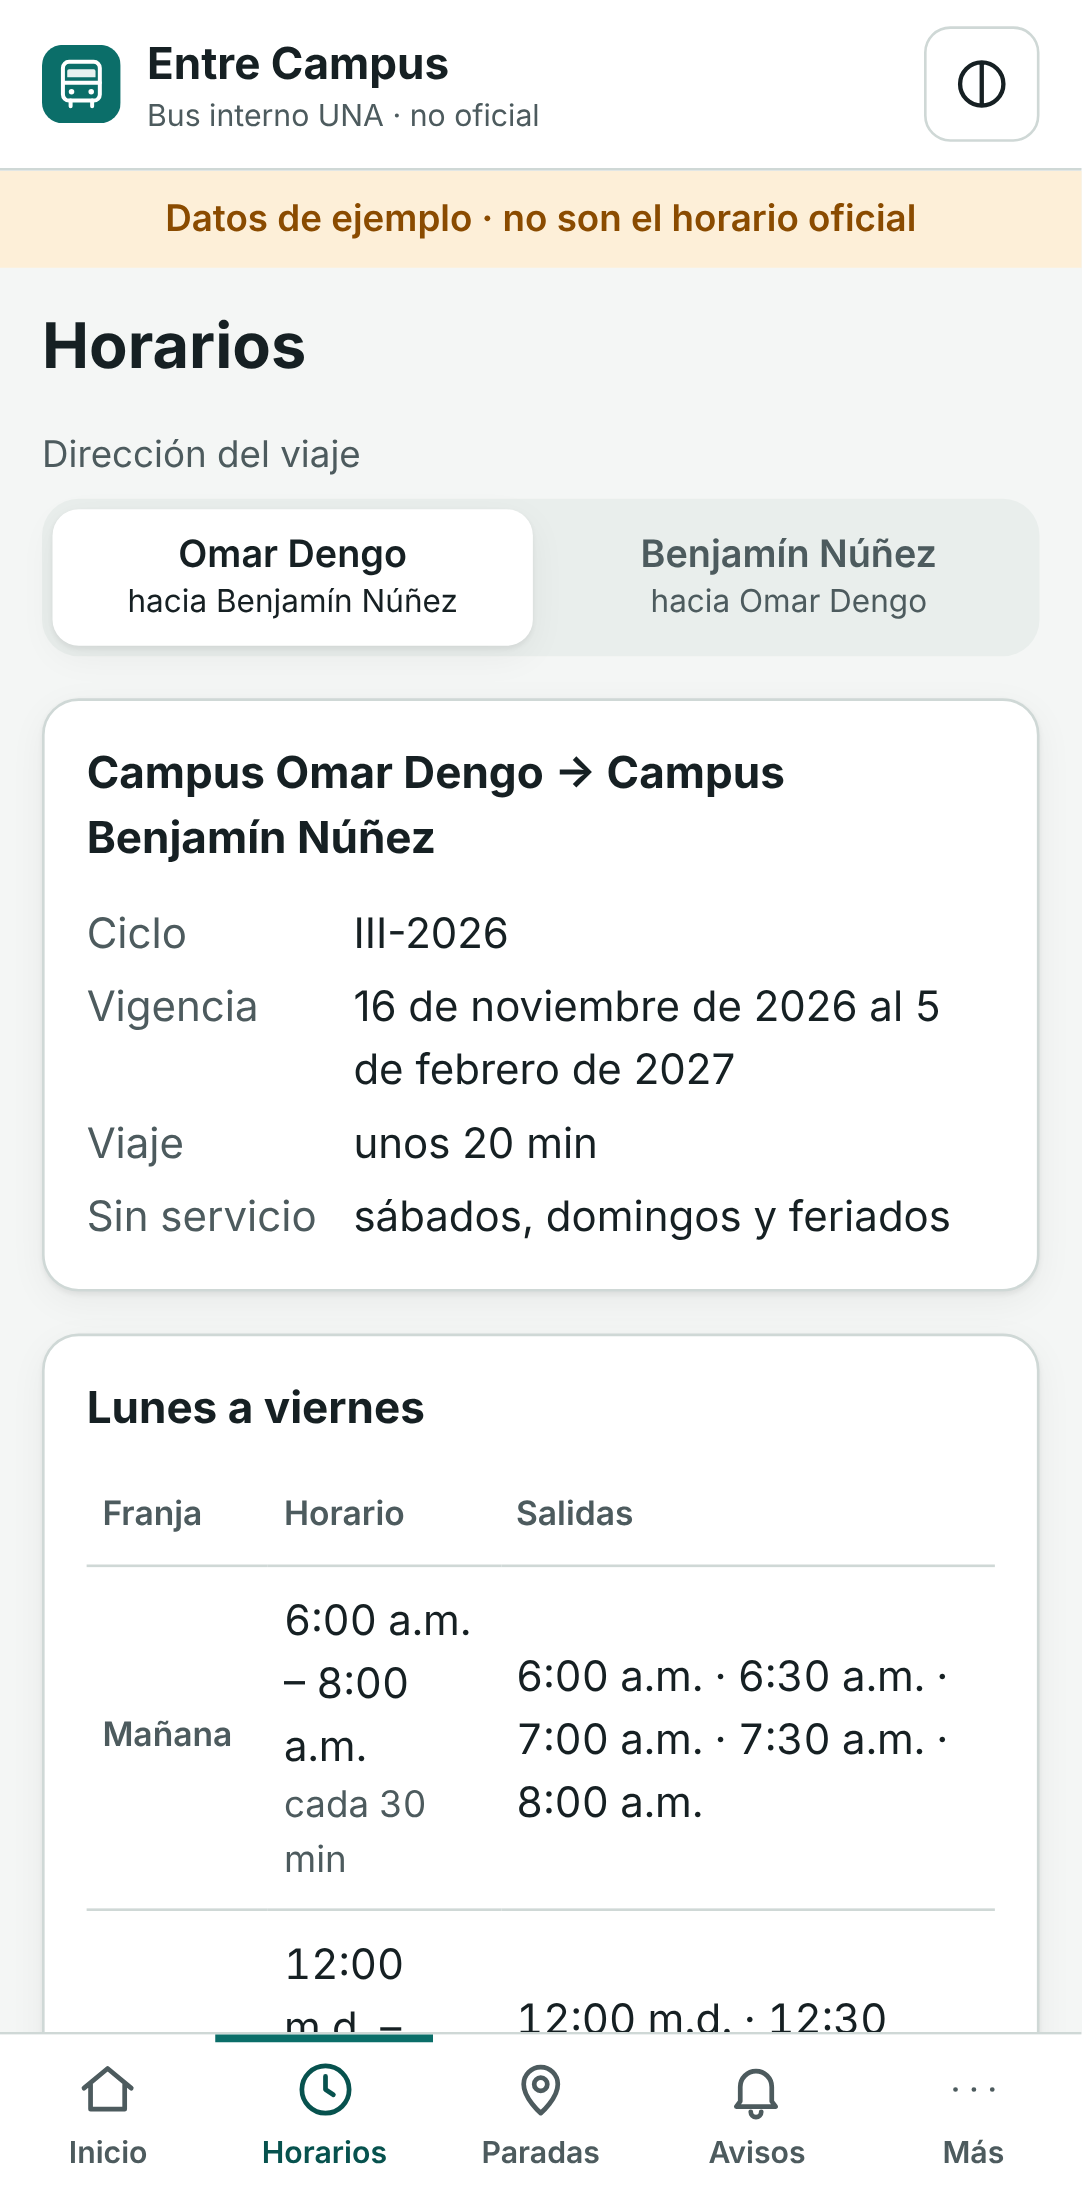 Entre Campus
Bus interno UNA · no oficial
Datos de ejemplo · no son el horario oficial
Horarios
Dirección del viaje
Omar Dengo
hacia Benjamín Núñez
Benjamín Núñez
hacia Omar Dengo
Campus Omar Dengo → Campus
Benjamín Núñez
Ciclo III-2026
Vigencia 16 de noviembre de 2026 al 5
de febrero de 2027
Viaje unos 20 min
Sin servicio sábados, domingos y feriados
Lunes a viernes
Franja Horario Salidas
Mañana
6:00 a.m.
– 8:00
a.m.
cada 30
min
6:00 a.m. · 6:30 a.m. ·
7:00 a.m. · 7:30 a.m. ·
8:00 a.m.
12:00
m.d. –
12:00 m.d. · 12:30
Inicio
Horarios
Paradas
Avisos
Más